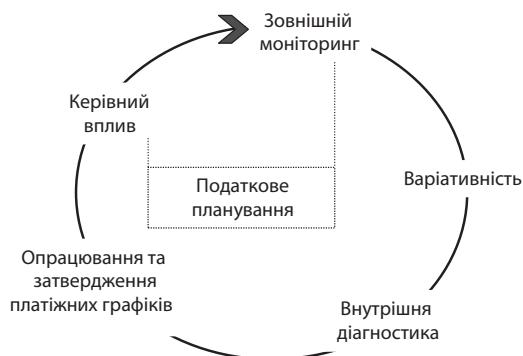 Зовнішній
моніторинг
Керівний
вплив
Податкове
планування
Варіативність
Опрацювання та
затвердження
платіжних графіків
Внутрішня
діагностика